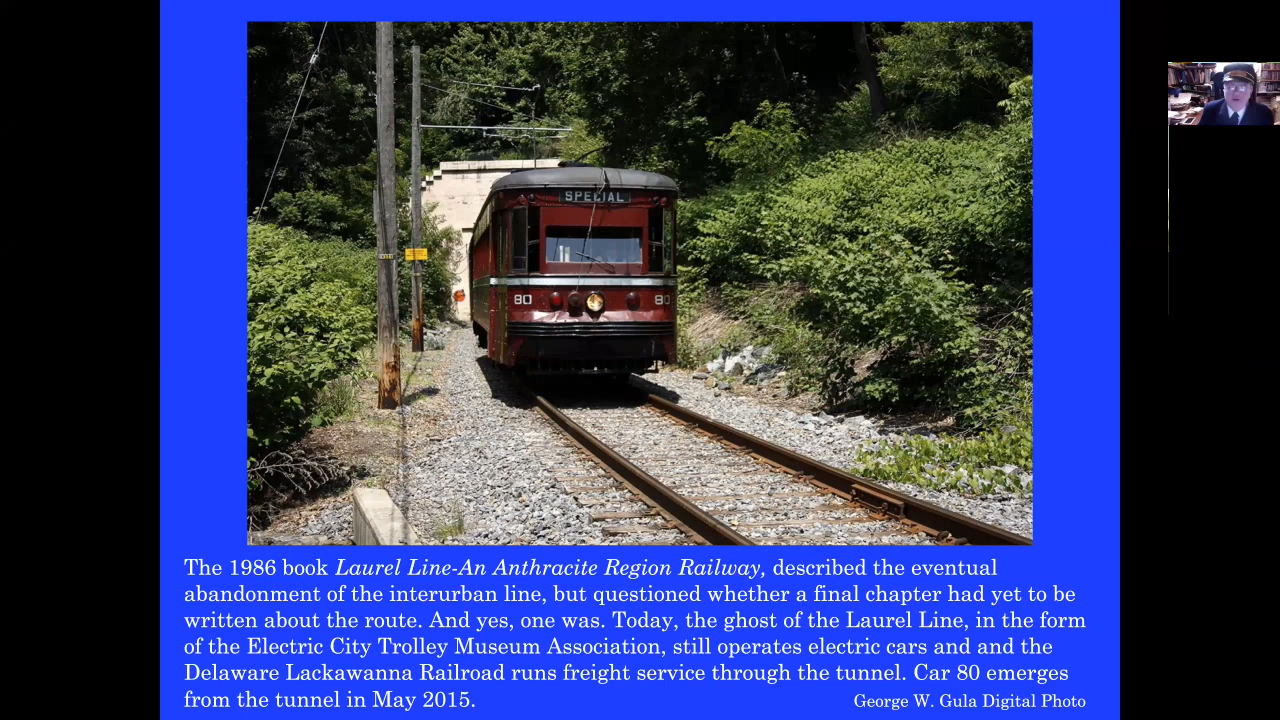 SPECIAL
80 80
The 1986 book Laurel Line-An Anthracite Region Railway, described the eventual
abandonment of the interurban line, but questioned whether a final chapter had yet to be
written about the route. And yes, one was. Today, the ghost of the Laurel Line, in the form
of the Electric City Trolley Museum Association, still operates electric cars and and the
Delaware Lackawanna Railroad runs freight service through the tunnel. Car 80 emerges
from the tunnel in May 2015.
George W. Gula Digital Photo